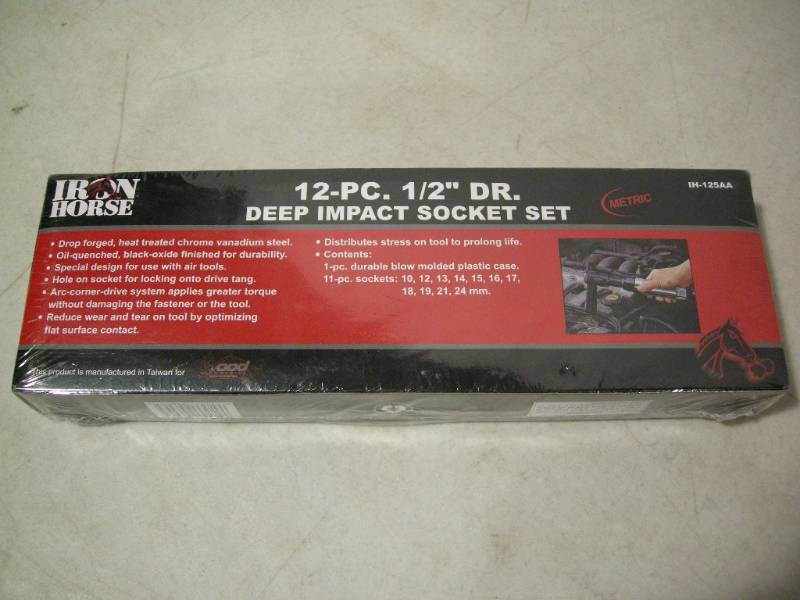 IRON
HORSE
12-PC. 1/2" DR.
DEEP IMPACT SOCKET SET
METRIC
IH-125AA
• Drop forged, heat treated chrome vanadium steel.
• Oil-quenched, black-oxide finished for durability.
• Special design for use with air tools.
• Hole on socket for locking onto drive tang.
• Arc-corner-drive system applies greater torque
without damaging the fastener or the tool.
• Reduce wear and tear on tool by optimizing
flat surface contact.
• Distributes stress on tool to prolong life.
• Contents:
1-pc. durable blow molded plastic case.
11-pc. sockets: 10, 12, 13, 14, 15, 16, 17,
18, 19, 21, 24 mm.
This product is manufactured in Taiwan for